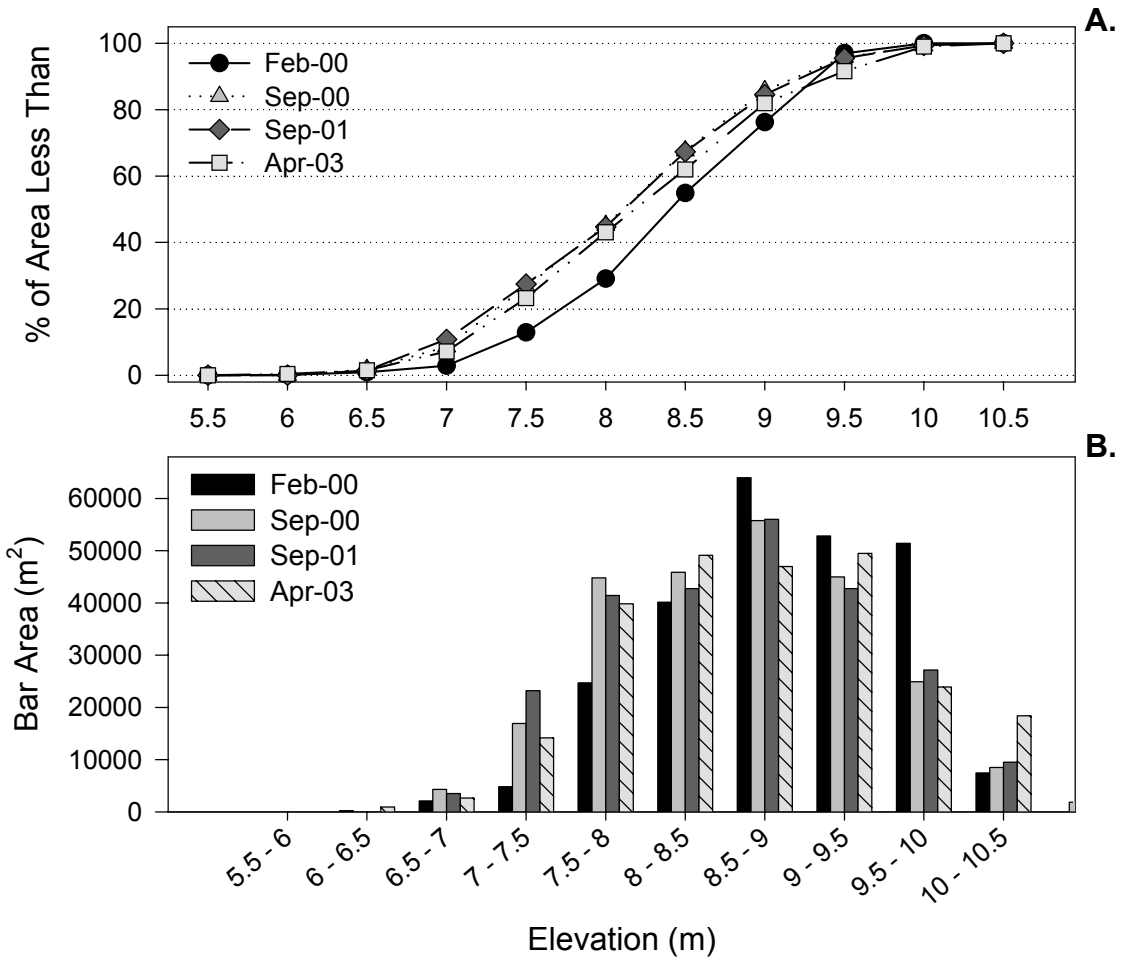 A.
% of Area Less Than
100
80
60
40
20
0
Feb-00
Sep-00
Sep-01
Apr-03
5.5 6 6.5 7 7.5 8 8.5 9 9.5 10 10.5
B.
Bar Area (m²)
60000
50000
40000
30000
20000
10000
0
Feb-00
Sep-00
Sep-01
Apr-03
5.5 - 6 6 - 6.5 6.5 - 7 7 - 7.5 7.5 - 8 8 - 8.5 8.5 - 9 9 - 9.5 9.5 - 10 10 - 10.5
Elevation (m)